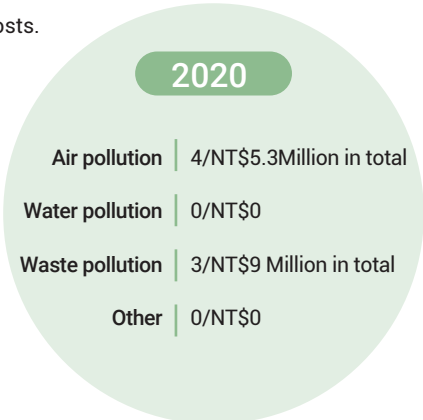 osts.
2020
Air pollution 4/NT$5.3Million in total
Water pollution 0/NT$0
Waste pollution 3/NT$9 Million in total
Other 0/NT$0